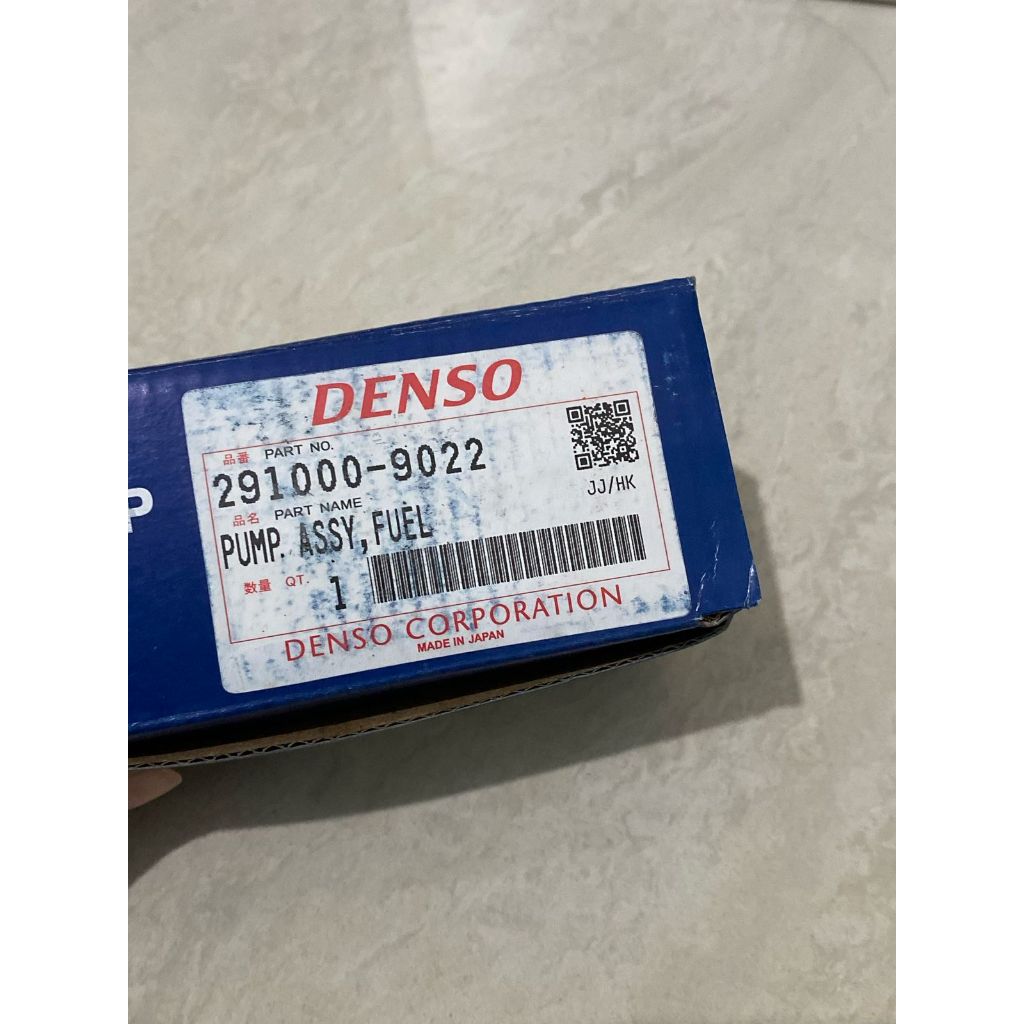 DENSO
品番 PART NO.
291000-9022
JJ/HK
品名 PART NAME
PUMP. ASSY,FUEL
数量 QT. 1
DENSO CORPORATION
MADE IN JAPAN
P